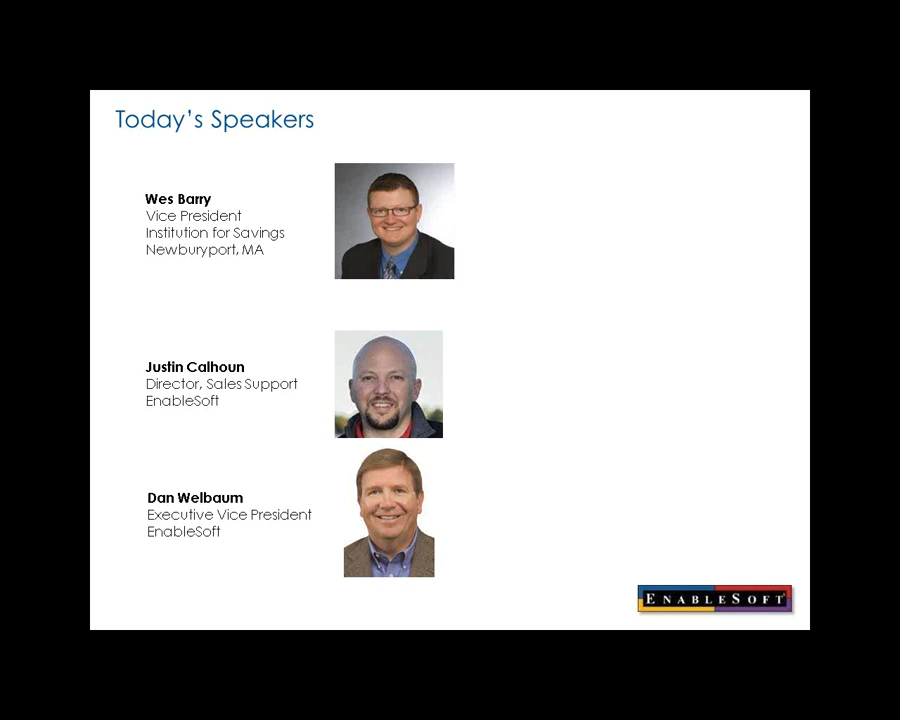 Today's Speakers
Wes Barry
Vice President
Institution for Savings
Newburyport, MA
Justin Calhoun
Director, Sales Support
EnableSoft
Dan Welbaum
Executive Vice President
EnableSoft
ENABLESOFT